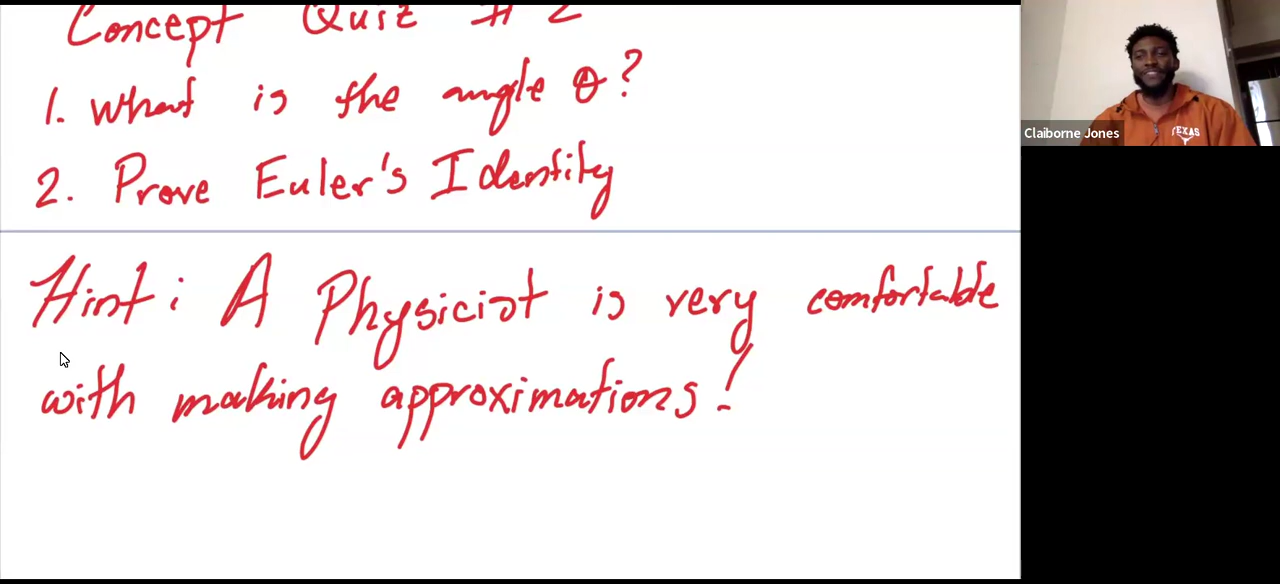 Concept Quiz # 2
1. What is the angle θ?
2. Prove Euler's Identity
Hint: A Physicist is very comfortable
with making approximations!
Claiborne Jones
TEXAS